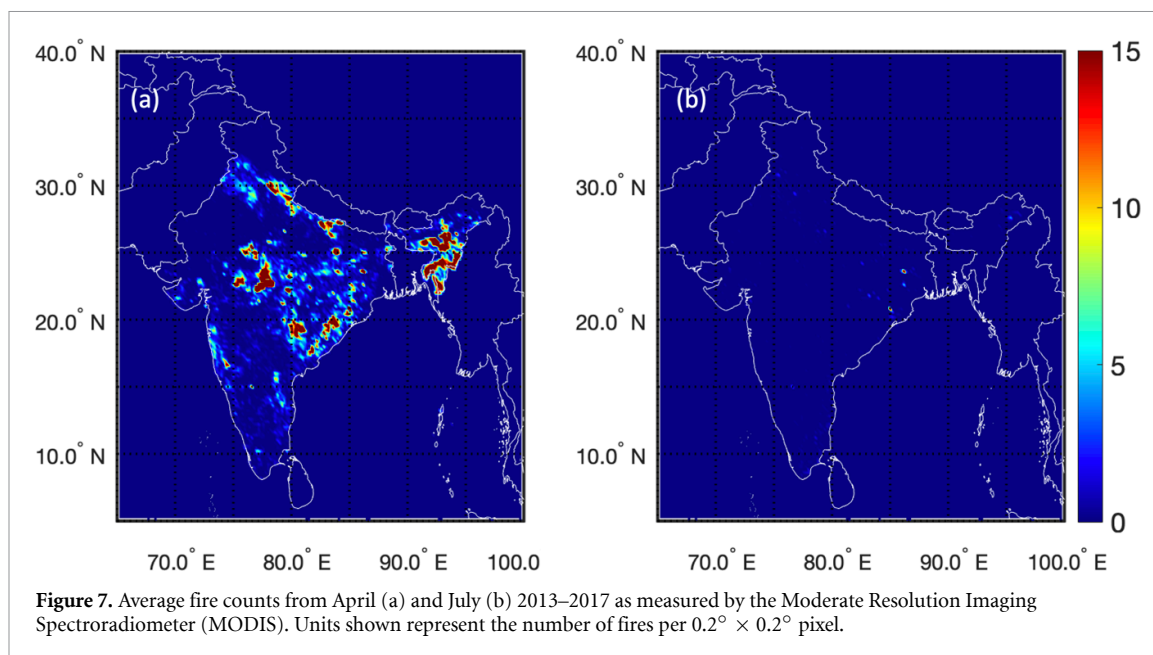 40.0° N
30.0° N
20.0° N
10.0° N
(a)
70.0° E 80.0° E 90.0° E 100.0
40.0° N
30.0° N
20.0° N
10.0° N
(b)
70.0° E 80.0° E 90.0° E 100.0° E
15
10
5
0
Figure 7. Average fire counts from April (a) and July (b) 2013–2017 as measured by the Moderate Resolution Imaging
Spectroradiometer (MODIS). Units shown represent the number of fires per 0.2° × 0.2° pixel.